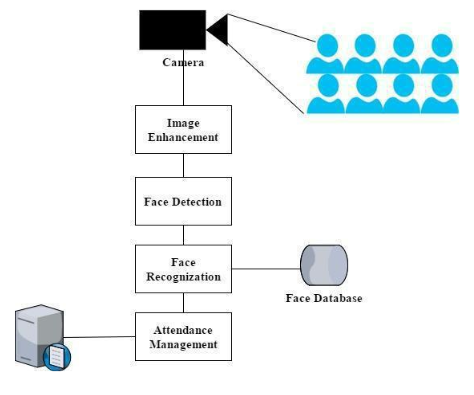 Camera
Image
Enhancement
Face Detection
Face
Recognization
Face Database
Attendance
Management